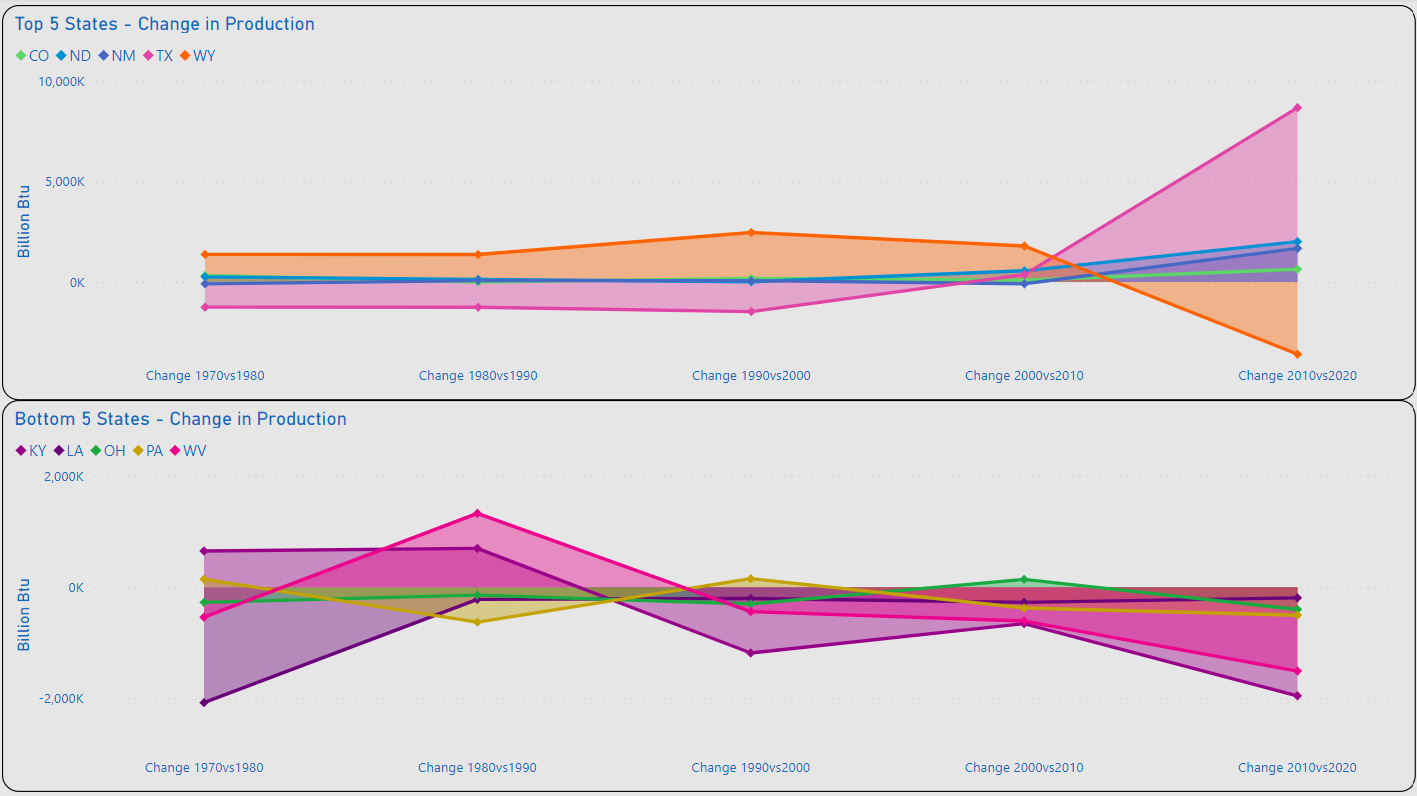 Top 5 States - Change in Production
CO ND NM TX WY
10,000K
5,000K
0K
Billion Btu
Change 1970vs1980 Change 1980vs1990 Change 1990vs2000 Change 2000vs2010 Change 2010vs2020
Bottom 5 States - Change in Production
KY LA OH PA WV
2,000K
0K
-2,000K
Billion Btu
Change 1970vs1980 Change 1980vs1990 Change 1990vs2000 Change 2000vs2010 Change 2010vs2020